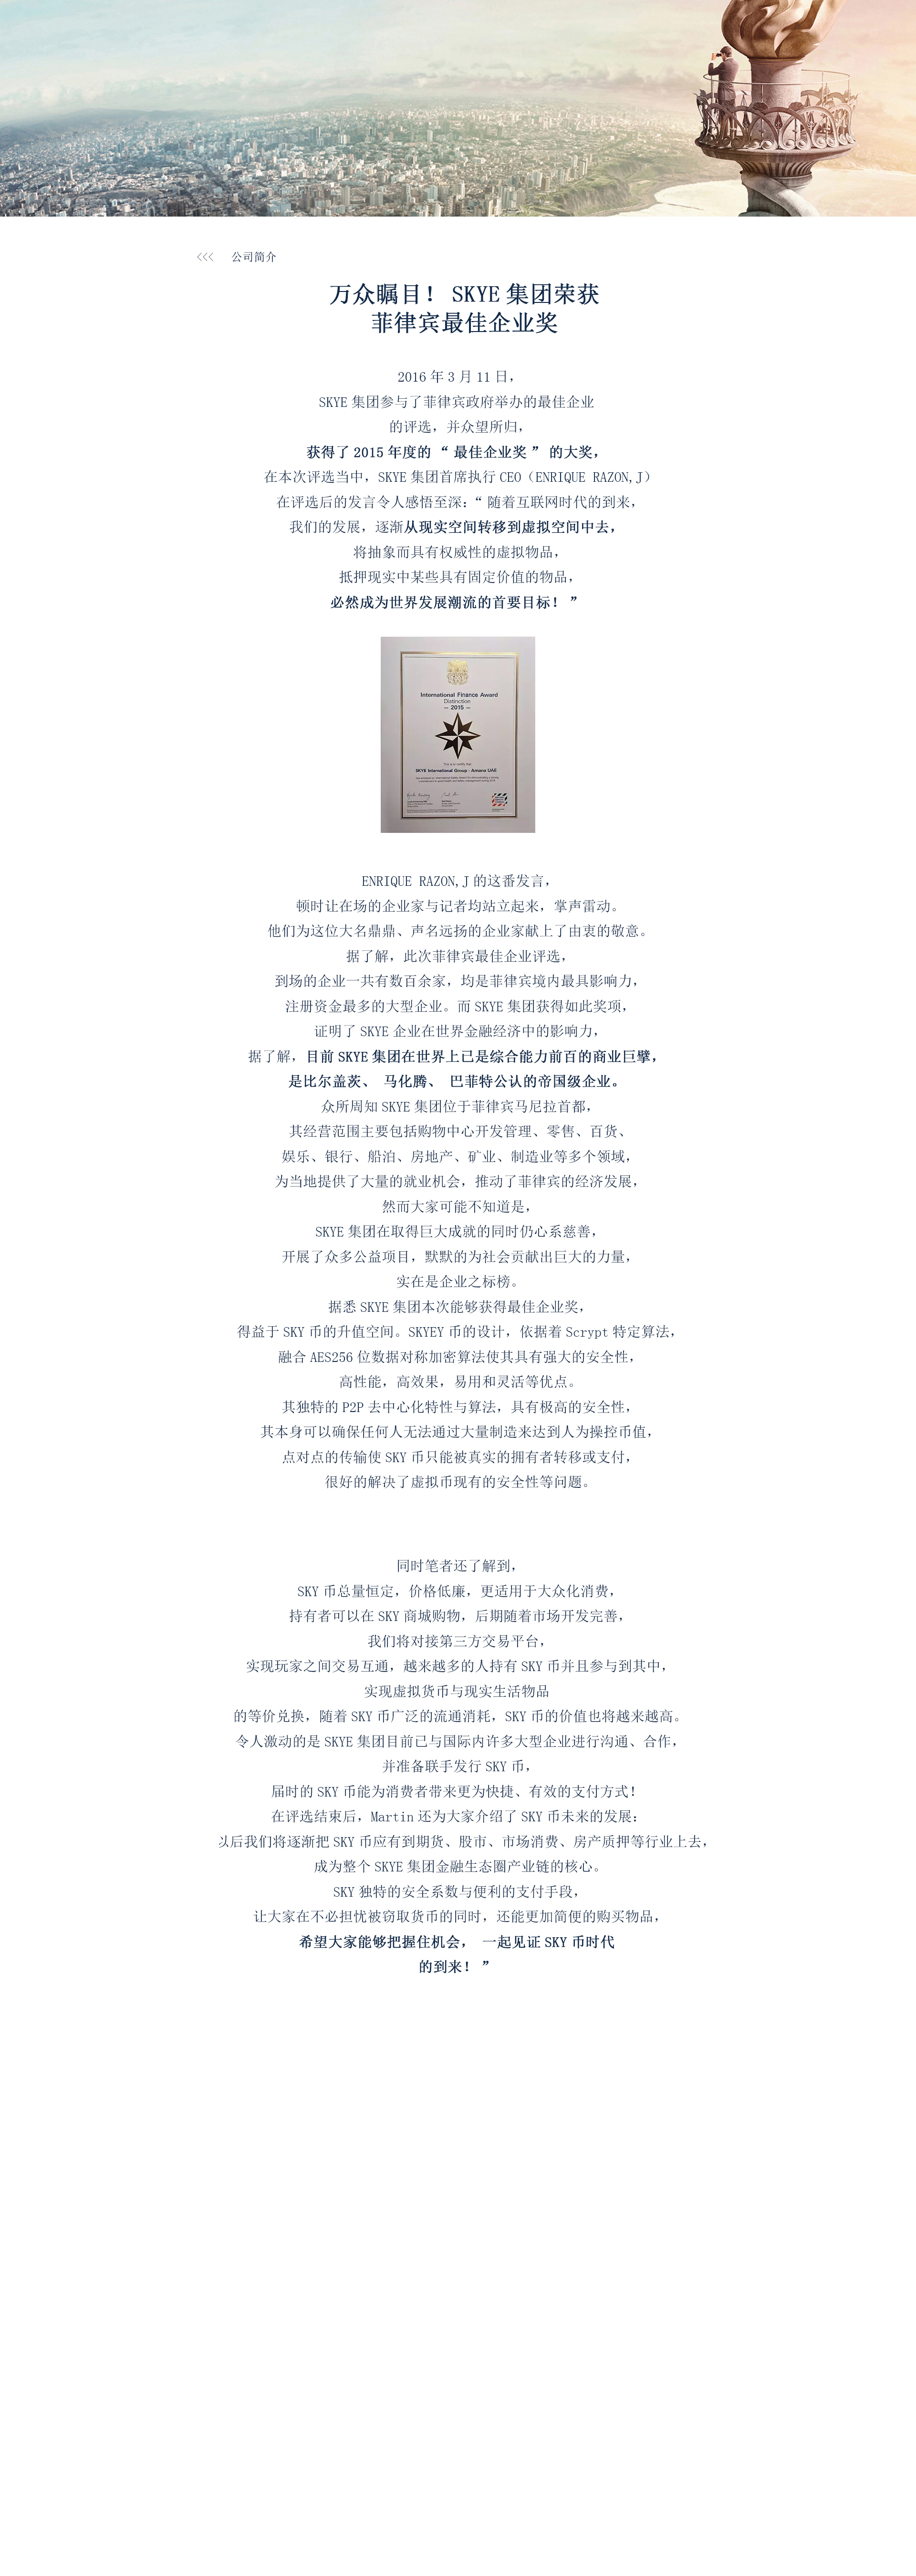 <<< 公司简介
万众瞩目！ SKYE 集团荣获
菲律宾最佳企业奖
2016 年 3 月 11 日，
SKYE 集团参与了菲律宾政府举办的最佳企业
的评选，并众望所归，
获得了 2015 年度的 “ 最佳企业奖 ” 的大奖，
在本次评选当中，SKYE 集团首席执行 CEO（ENRIQUE RAZON,J）
在评选后的发言令人感悟至深：“ 随着互联网时代的到来，
我们的发展，逐渐从现实空间转移到虚拟空间中去，
将抽象而具有权威性的虚拟物品，
抵押现实中某些具有固定价值的物品，
必然成为世界发展潮流的首要目标！ ”
International Finance Award
Distinction
— 2015 —
This is to certify that
SKYE International Group - Amana UAE
ENRIQUE RAZON,J 的这番发言，
顿时让在场的企业家与记者均站立起来，掌声雷动。
他们为这位大名鼎鼎、声名远扬的企业家献上了由衷的敬意。
据了解，此次菲律宾最佳企业评选，
到场的企业一共有数百余家，均是菲律宾境内最具影响力，
注册资金最多的大型企业。而 SKYE 集团获得如此奖项，
证明了 SKYE 企业在世界金融经济中的影响力，
据了解，目前 SKYE 集团在世界上已是综合能力前百的商业巨擘，
是比尔盖茨、 马化腾、 巴菲特公认的帝国级企业。
众所周知 SKYE 集团位于菲律宾马尼拉首都，
其经营范围主要包括购物中心开发管理、零售、百货、
娱乐、银行、船泊、房地产、矿业、制造业等多个领域，
为当地提供了大量的就业机会，推动了菲律宾的经济发展，
然而大家可能不知道是，
SKYE 集团在取得巨大成就的同时仍心系慈善，
开展了众多公益项目，默默的为社会贡献出巨大的力量，
实在是企业之标榜。
据悉 SKYE 集团本次能够获得最佳企业奖，
得益于 SKY 币的升值空间。SKYEY 币的设计，依据着 Scrypt 特定算法，
融合 AES256 位数据对称加密算法使其具有强大的安全性，
高性能，高效果，易用和灵活等优点。
其独特的 P2P 去中心化特性与算法，具有极高的安全性，
其本身可以确保任何人无法通过大量制造来达到人为操控币值，
点对点的传输使 SKY 币只能被真实的拥有者转移或支付，
很好的解决了虚拟币现有的安全性等问题。
同时笔者还了解到，
SKY 币总量恒定，价格低廉，更适用于大众化消费，
持有者可以在 SKY 商城购物，后期随着市场开发完善，
我们将对接第三方交易平台，
实现玩家之间交易互通，越来越多的人持有 SKY 币并且参与到其中，
实现虚拟货币与现实生活物品
的等价兑换，随着 SKY 币广泛的流通消耗，SKY 币的价值也将越来越高。
令人激动的是 SKYE 集团目前已与国际内许多大型企业进行沟通、合作，
并准备联手发行 SKY 币，
届时的 SKY 币能为消费者带来更为快捷、有效的支付方式！
在评选结束后，Martin 还为大家介绍了 SKY 币未来的发展：
以后我们将逐渐把 SKY 币应有到期货、股市、市场消费、房产质押等行业上去，
成为整个 SKYE 集团金融生态圈产业链的核心。
SKY 独特的安全系数与便利的支付手段，
让大家在不必担忧被窃取货币的同时，还能更加简便的购买物品，
希望大家能够把握住机会， 一起见证 SKY 币时代
的到来！ ”